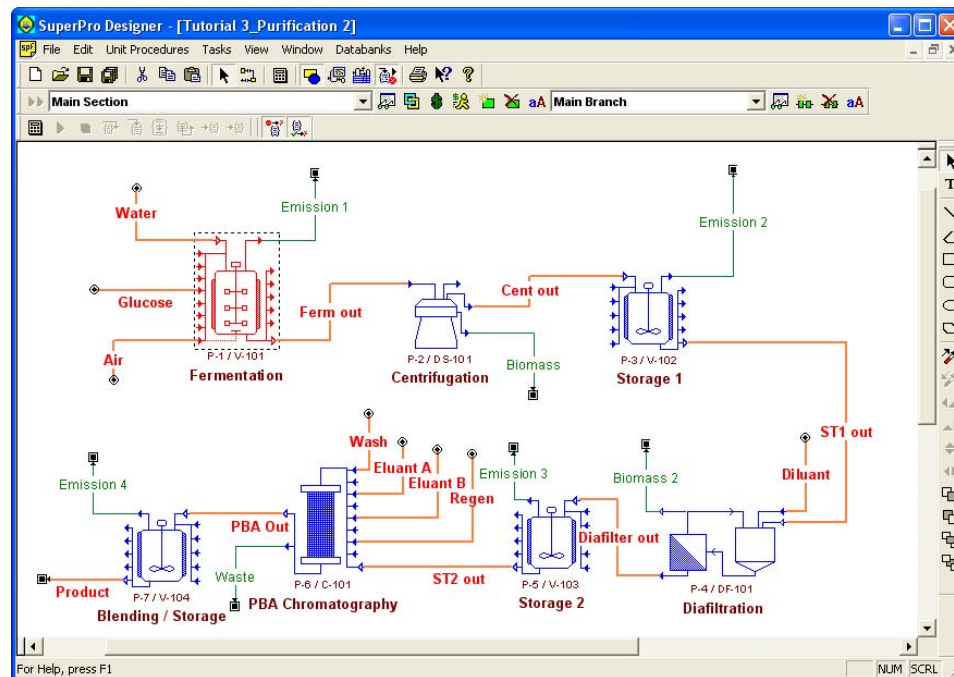 SuperPro Designer - [Tutorial 3_Purification 2]
File Edit Unit Procedures Tasks View Window Databanks Help
Main Section
aA
Main Branch
aA
Water
Emission 1
Emission 2
Glucose
Ferm out
Cent out
Air
P-1 / V-101
Fermentation
P-2 / DS-101
Centrifugation
Biomass
P-3 / V-102
Storage 1
ST1 out
Wash
Eluant A
Eluant B
Regen
Emission 4
Emission 3
Biomass 2
Diluant
PBA Out
Diafilter out
Waste
ST2 out
Product
P-7 / V-104
Blending / Storage
P-6 / C-101
PBA Chromatography
P-5 / V-103
Storage 2
P-4 / DF-101
Diafiltration
T
For Help, press F1
NUM SCRL